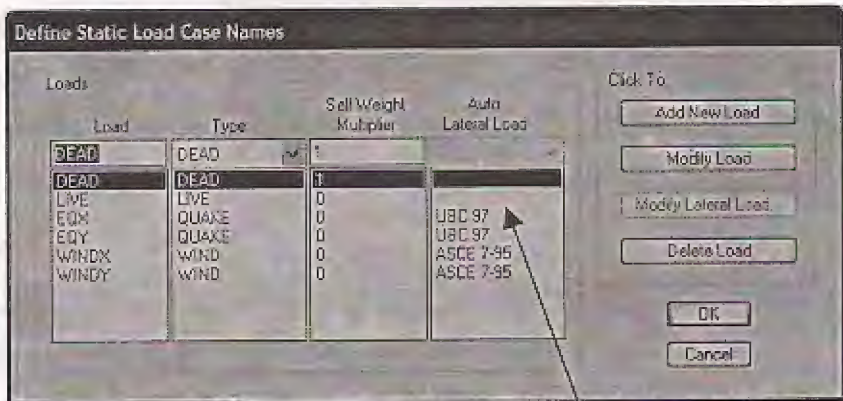 Define Static Load Case Names
Loads
Click To
Load Type Self Weight Multiplier Auto Lateral Load
DEAD DEAD 1
DEAD DEAD 1
LIVE LIVE 0
EQX QUAKE 0 UBC 97
EQY QUAKE 0 UBC 97
WINDX WIND 0 ASCE 7-95
WINDY WIND 0 ASCE 7-95
Add New Load
Modify Load
Modify Lateral Load...
Delete Load
OK
Cancel